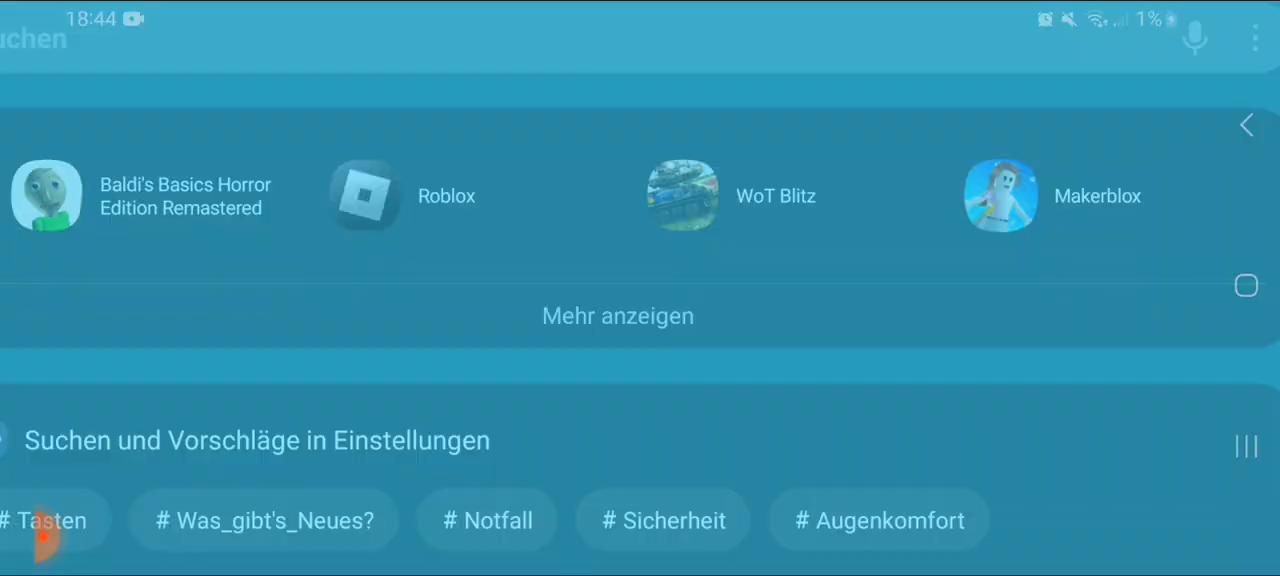 18:44
1%
uchen
Baldi's Basics Horror
Edition Remastered
Roblox
WoT Blitz
Makerblox
Mehr anzeigen
Suchen und Vorschläge in Einstellungen
# Tasten
# Was_gibt's_Neues?
# Notfall
# Sicherheit
# Augenkomfort